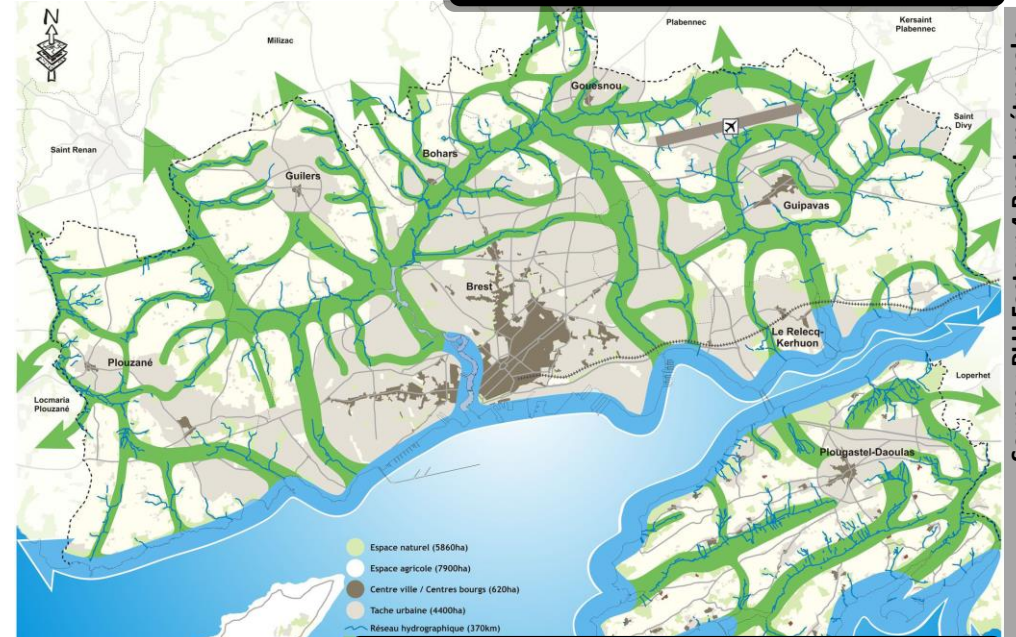 N
Plabennec
Kersaint
Plabennec
Milizac
Gouesnou
Saint
Divy
Saint Renan
Bohars
Guilers
Guipavas
Brest
Le Relecq-
Kerhuon
Plouzané
Locmaria
Plouzané
Loperhet
Plougastel-Daoulas
Espace naturel (5860ha)
Espace agricole (7900ha)
Centre ville / Centres bourgs (620ha)
Tache urbaine (4400ha)
Réseau hydrographique (370km)